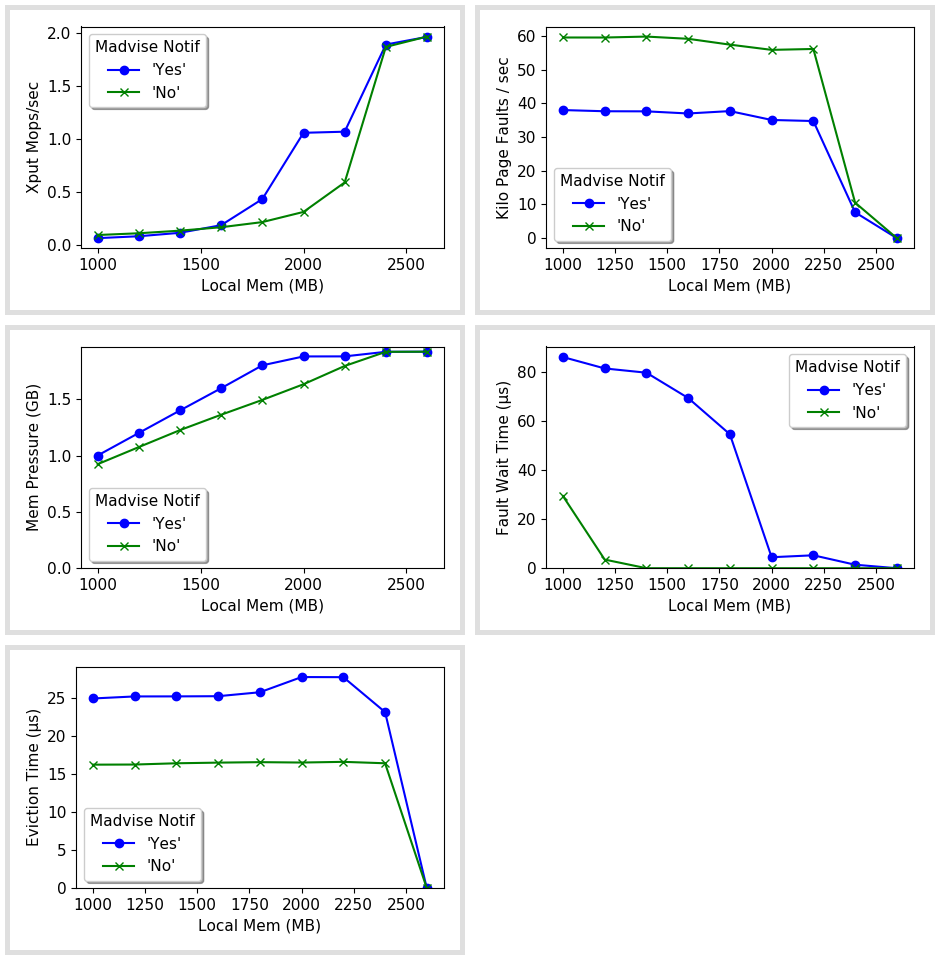 2.0
1.5
1.0
0.5
0.0
Xput Mops/sec
Madvise Notif
'Yes'
'No'
1000 1500 2000 2500
Local Mem (MB)
60
50
40
30
20
10
0
Kilo Page Faults / sec
Madvise Notif
'Yes'
'No'
1000 1250 1500 1750 2000 2250 2500
Local Mem (MB)
1.5
1.0
0.5
0.0
Mem Pressure (GB)
Madvise Notif
'Yes'
'No'
1000 1500 2000 2500
Local Mem (MB)
80
60
40
20
0
Fault Wait Time (µs)
Madvise Notif
'Yes'
'No'
1000 1250 1500 1750 2000 2250 2500
Local Mem (MB)
25
20
15
10
5
0
Eviction Time (µs)
Madvise Notif
'Yes'
'No'
1000 1250 1500 1750 2000 2250 2500
Local Mem (MB)